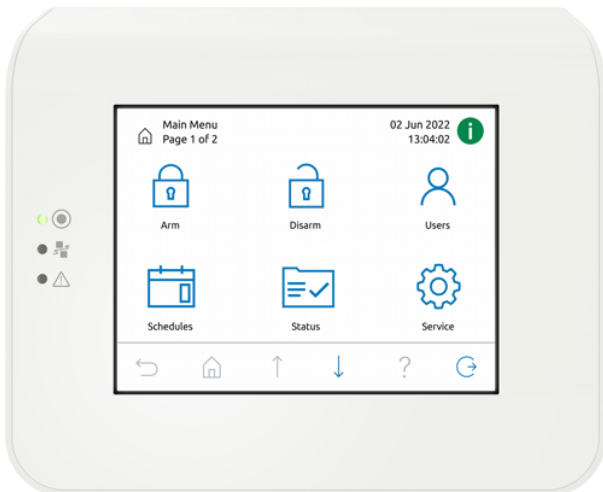 Main Menu
Page 1 of 2
02 Jun 2022
13:04:02
i
Arm
Disarm
Users
Schedules
Status
Service
?